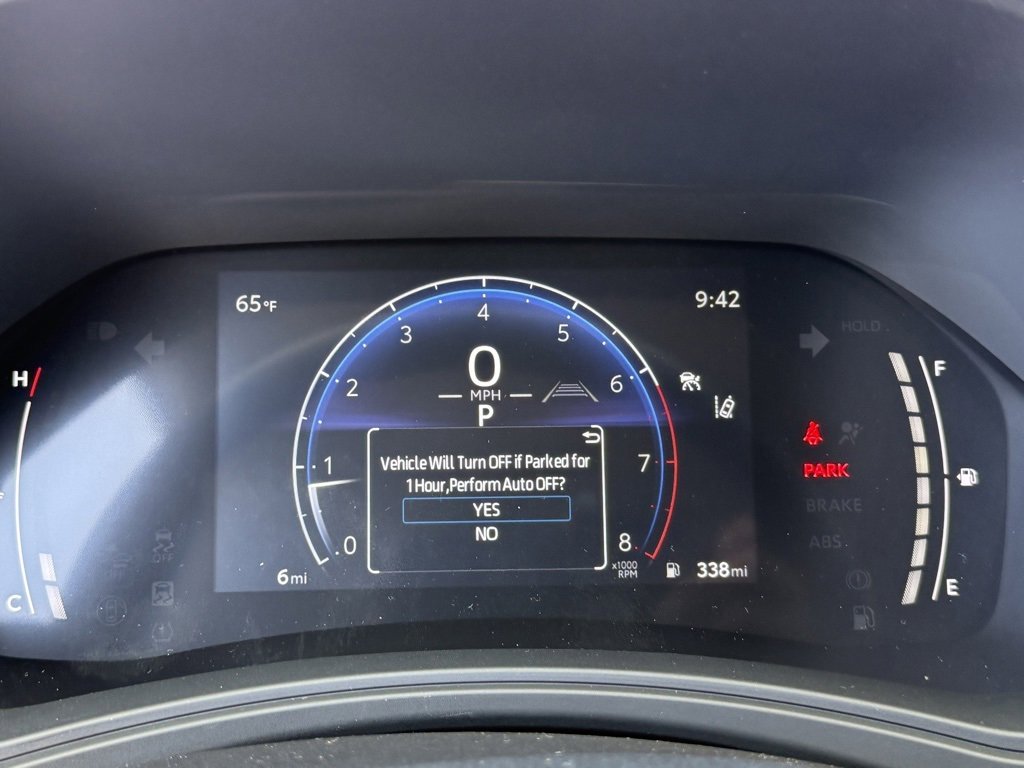 65°F
9:42
HOLD
4
3
5
0
MPH
P
2
6
H
F
Vehicle Will Turn OFF if Parked for
1 Hour,Perform Auto OFF?
YES
NO
1
7
PARK
BRAKE
ABS
0
8
x1000
RPM
6mi
338mi
C
E